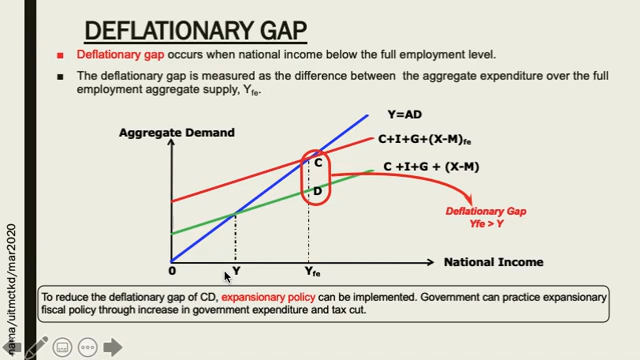 DEFLATIONARY GAP
Deflationary gap occurs when national income below the full employment level.
The deflationary gap is measured as the difference between the aggregate expenditure over the full
employment aggregate supply, Yfe.
Y=AD
Aggregate Demand
C+I+G+(X-M)fe
C +I+G + (X-M)
C
D
Deflationary Gap
Yfe > Y
National Income
0
Y
Yfe
To reduce the deflationary gap of CD, expansionary policy can be implemented. Government can practice expansionary
fiscal policy through increase in government expenditure and tax cut.
/uitmctkd/mar2020